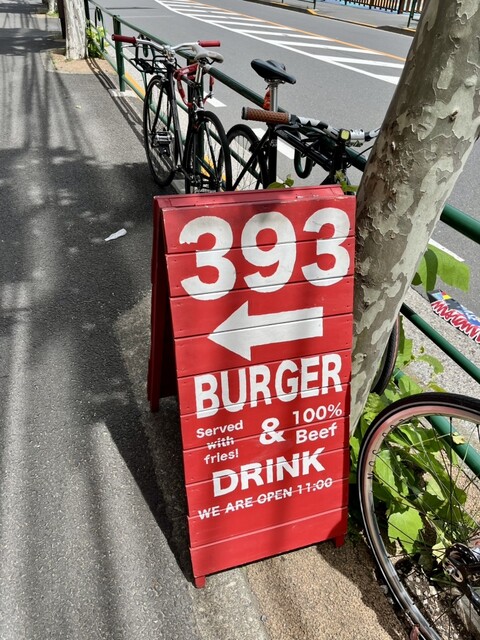 393
BURGER
Served with fries!
&
100% Beef
DRINK
WE ARE OPEN 11:00